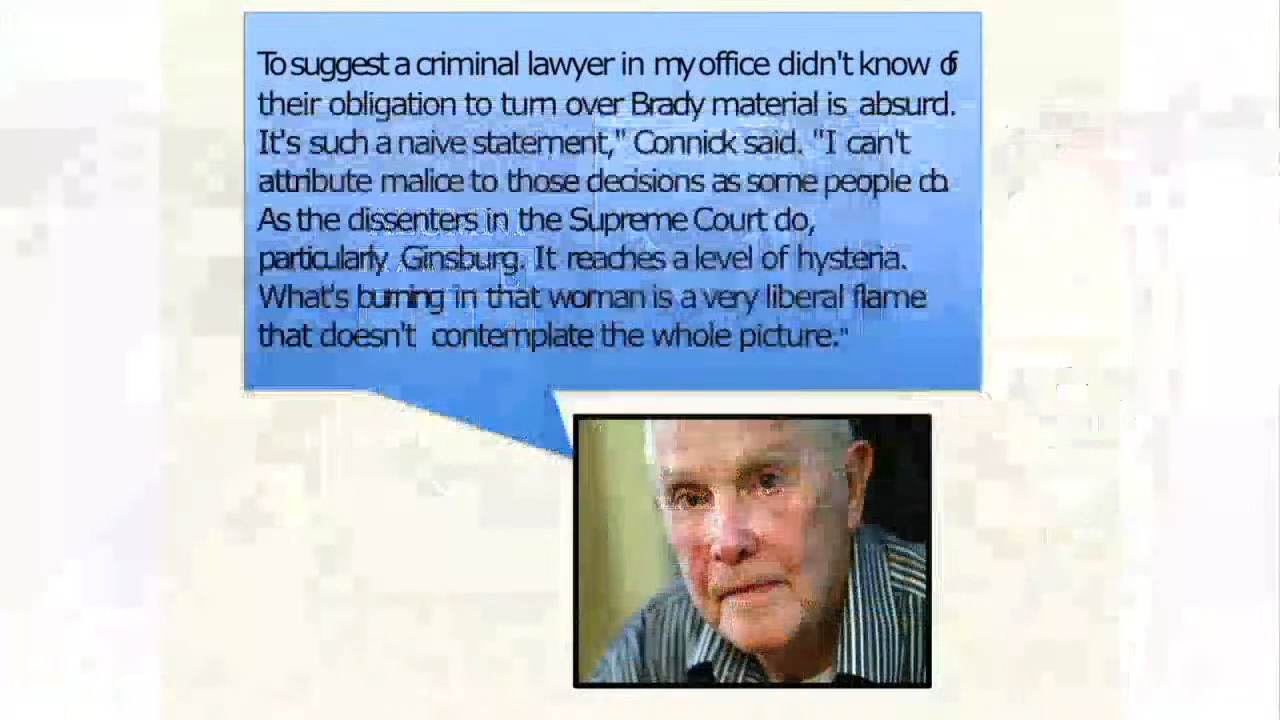 To suggest a criminal lawyer in my office didn't know of
their obligation to turn over Brady material is absurd.
It's such a naive statement," Connick said. "I can't
attribute malice to those decisions as some people do.
As the dissenters in the Supreme Court do,
particularly Ginsburg. It reaches a level of hysteria.
What's burning in that woman is a very liberal flame
that doesn't contemplate the whole picture."